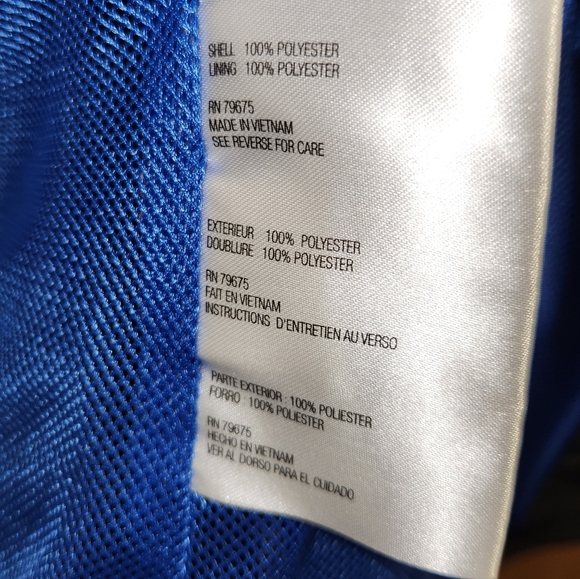 SHELL 100% POLYESTER
LINING 100% POLYESTER
RN 79675
MADE IN VIETNAM
SEE REVERSE FOR CARE
EXTERIEUR 100% POLYESTER
DOUBLURE 100% POLYESTER
RN 79675
FAIT EN VIETNAM
INSTRUCTIONS D'ENTRETIEN AU VERSO
PARTE EXTERIOR : 100% POLIESTER
FORRO : 100% POLIESTER
RN 79675
HECHO EN VIETNAM
VER AL DORSO PARA EL CUIDADO